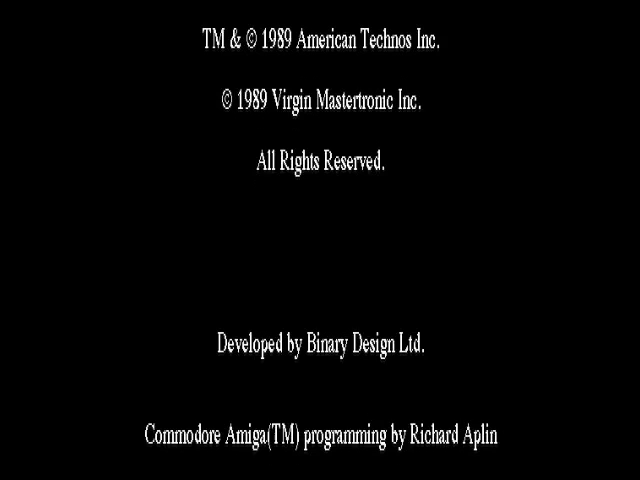 TM & © 1989 American Technos Inc.
© 1989 Virgin Mastertronic Inc.
All Rights Reserved.
Developed by Binary Design Ltd.
Commodore Amiga(TM) programming by Richard Aplin